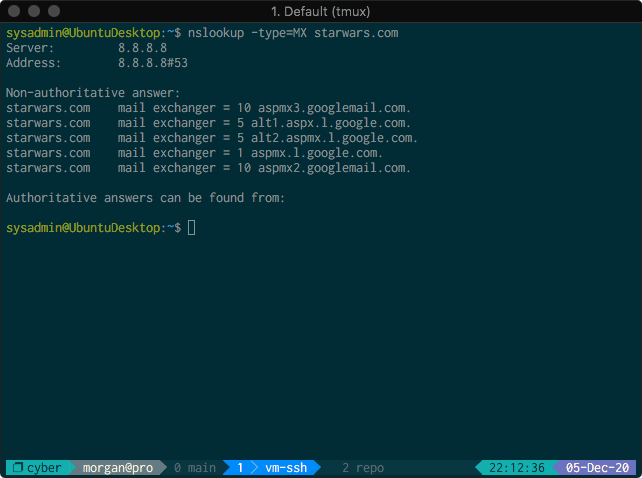 1. Default (tmux)
sysadmin@UbuntuDesktop:~$ nslookup -type=MX starwars.com
Server: 8.8.8.8
Address: 8.8.8.8#53
Non-authoritative answer:
starwars.com mail exchanger = 10 aspmx3.googlemail.com.
starwars.com mail exchanger = 5 alt1.aspx.l.google.com.
starwars.com mail exchanger = 5 alt2.aspmx.l.google.com.
starwars.com mail exchanger = 1 aspmx.l.google.com.
starwars.com mail exchanger = 10 aspmx2.googlemail.com.
Authoritative answers can be found from:
sysadmin@UbuntuDesktop:~$
cyber morgan@pro 0 main 1 vm-ssh 2 repo 22:12:36 05-Dec-20